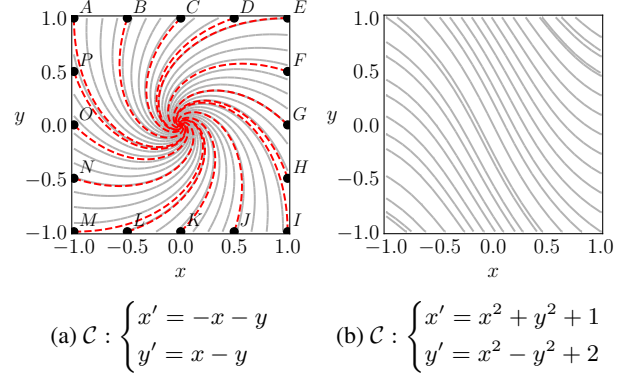 A B C D E
1.0 1.0
P F
0.5 0.5
y 0.0 O G y 0.0
N H
−0.5 −0.5
M L K J I
−1.0 −1.0
−1.0 −0.5 0.0 0.5 1.0 −1.0 −0.5 0.0 0.5 1.0
x x
(a) C : { x′ = −x − y (b) C : { x′ = x² + y² + 1
y′ = x − y y′ = x² − y² + 2